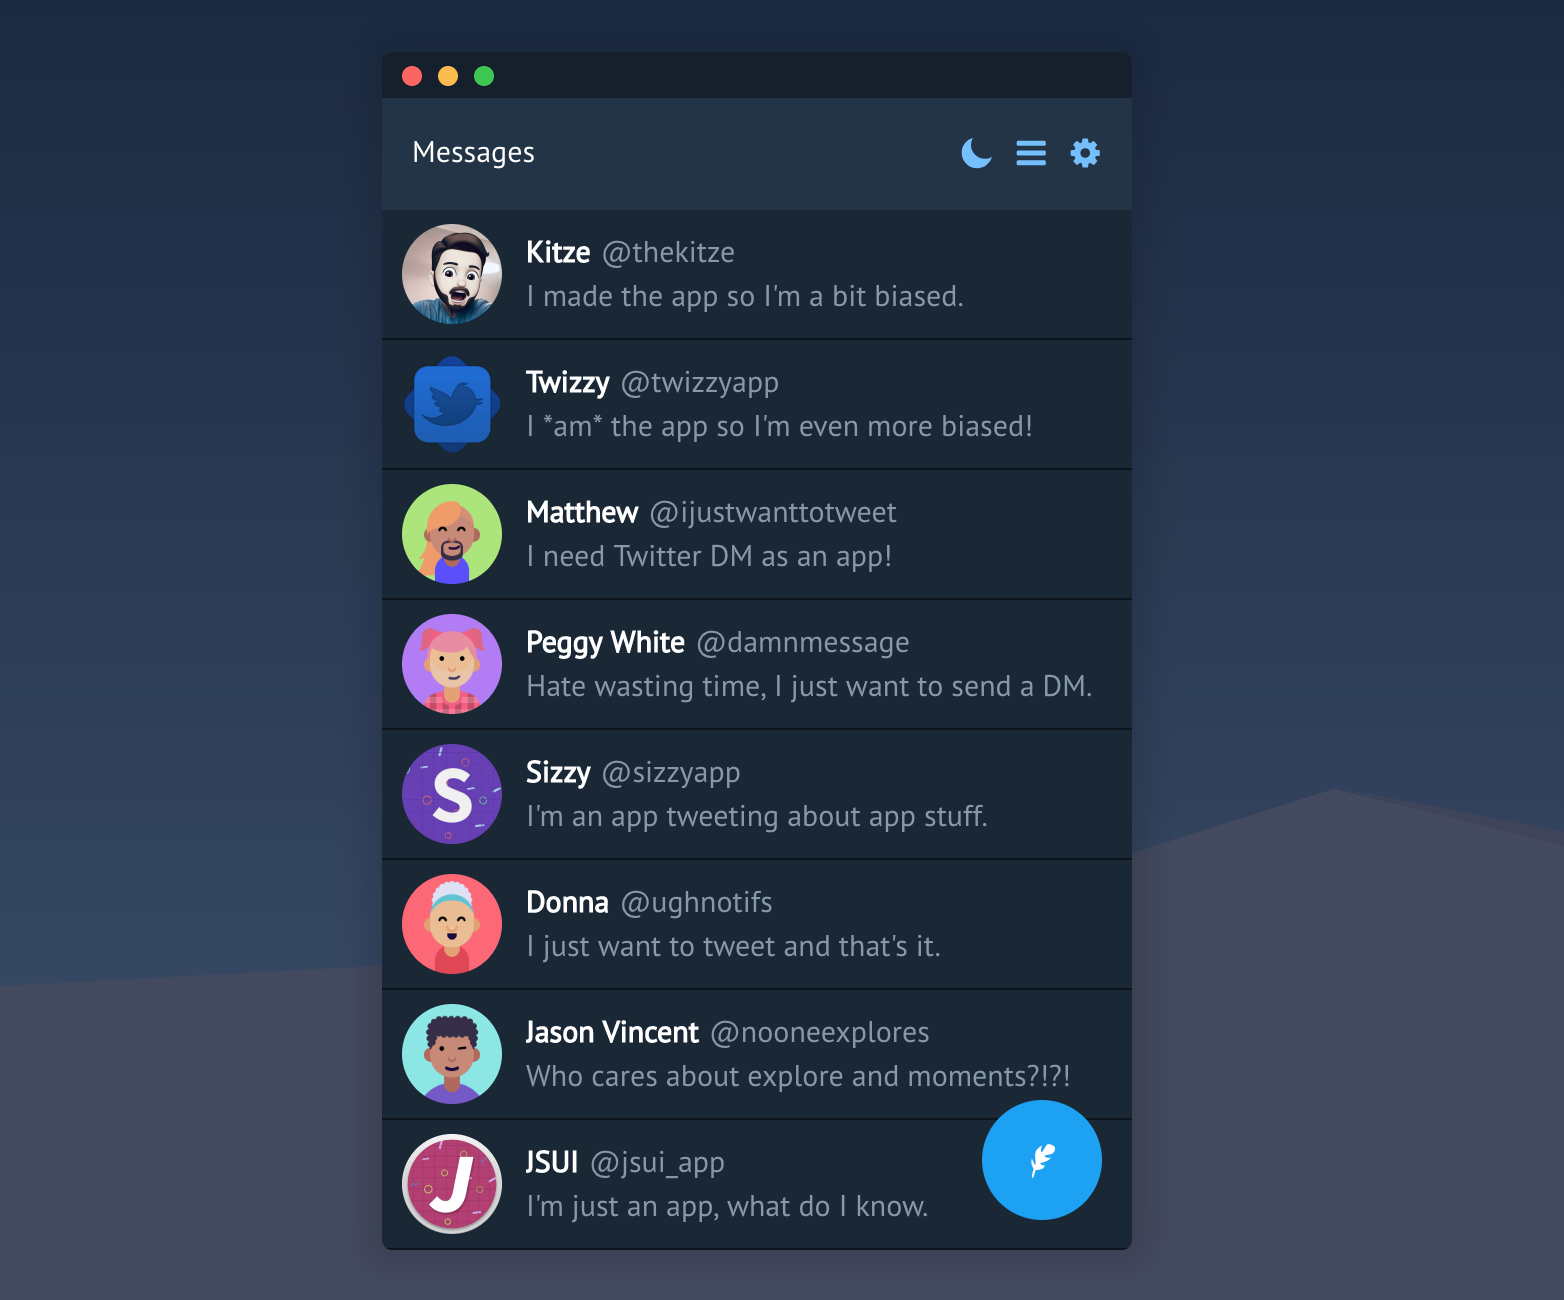 Messages
Kitze @thekitze
I made the app so I'm a bit biased.
Twizzy @twizzyapp
I *am* the app so I'm even more biased!
Matthew @ijustwanttotweet
I need Twitter DM as an app!
Peggy White @damnmessage
Hate wasting time, I just want to send a DM.
S
Sizzy @sizzyapp
I'm an app tweeting about app stuff.
Donna @ughnotifs
I just want to tweet and that's it.
Jason Vincent @nooneexplores
Who cares about explore and moments?!?!
J
JSUI @jsui_app
I'm just an app, what do I know.